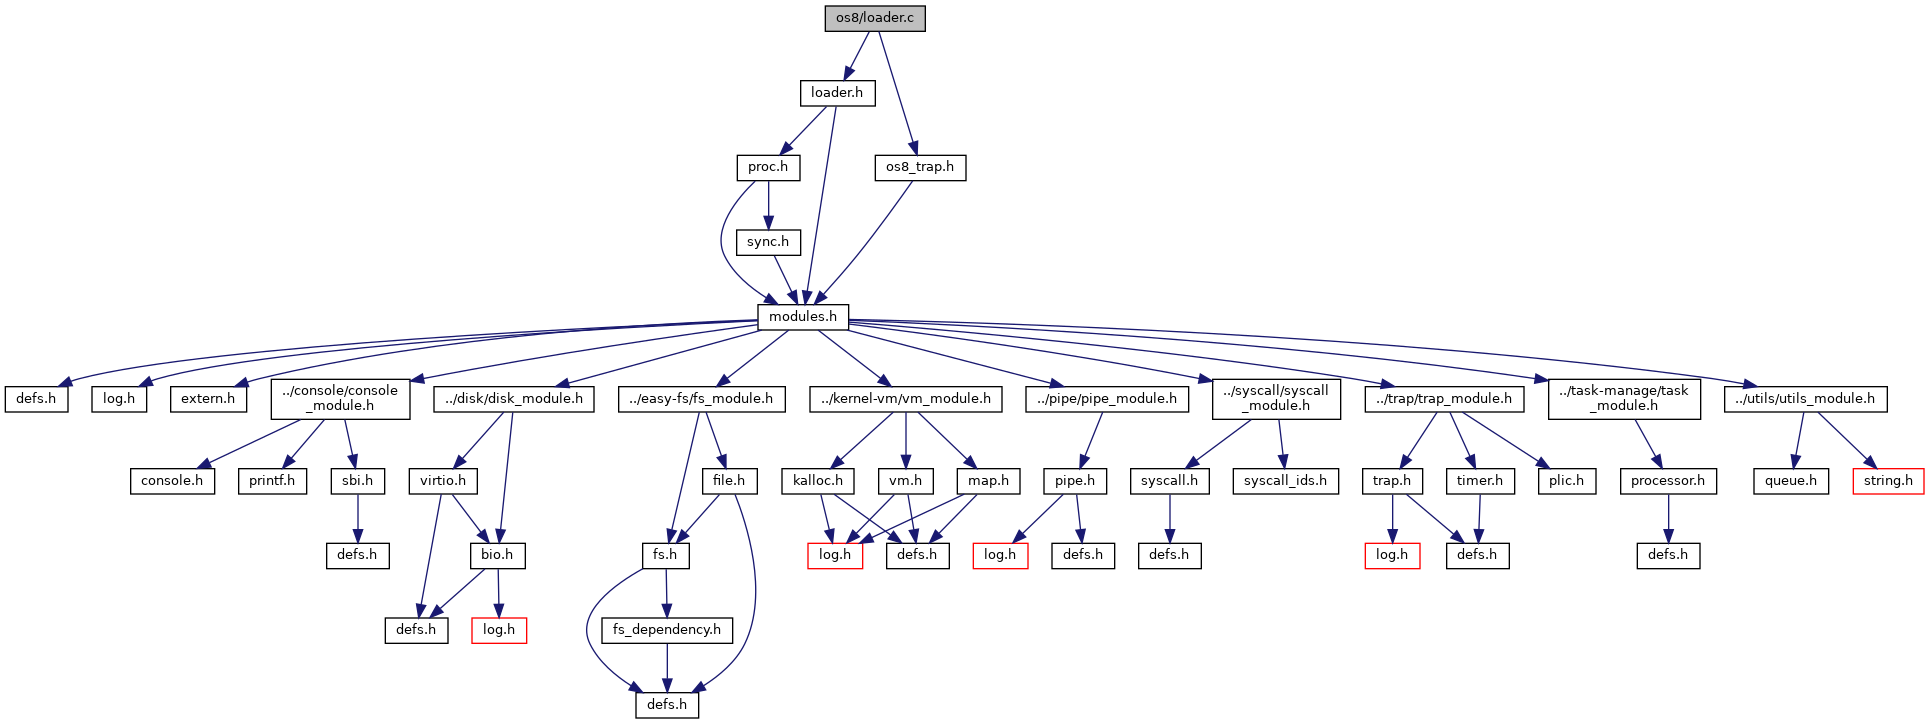 os8/loader.c
loader.h
proc.h
os8_trap.h
sync.h
modules.h
defs.h
log.h
extern.h
../console/console
_module.h
../disk/disk_module.h
../easy-fs/fs_module.h
../kernel-vm/vm_module.h
../pipe/pipe_module.h
../syscall/syscall
_module.h
../trap/trap_module.h
../task-manage/task
_module.h
../utils/utils_module.h
console.h
printf.h
sbi.h
virtio.h
file.h
kalloc.h
vm.h
map.h
pipe.h
syscall.h
syscall_ids.h
trap.h
timer.h
plic.h
processor.h
queue.h
string.h
defs.h
bio.h
fs.h
log.h
defs.h
log.h
defs.h
defs.h
log.h
defs.h
defs.h
defs.h
log.h
fs_dependency.h
defs.h